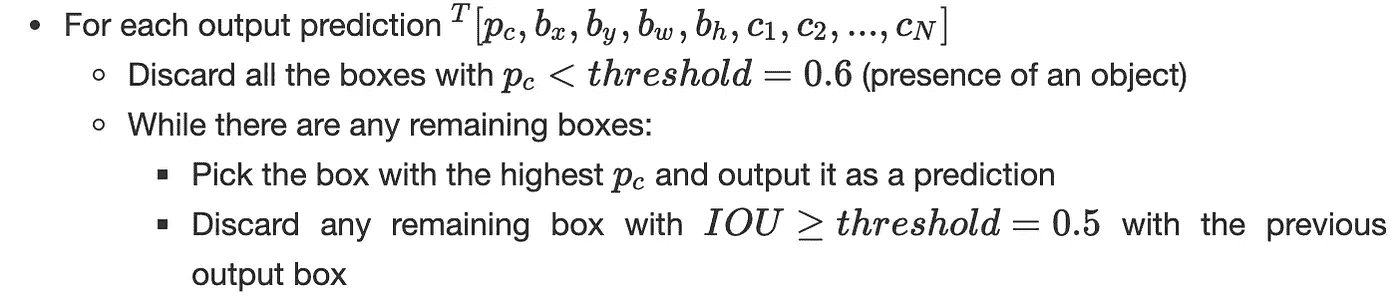 • For each output prediction ᵀ[p_c, b_x, b_y, b_w, b_h, c1, c2, ..., c_N]
◦ Discard all the boxes with p_c < threshold = 0.6 (presence of an object)
◦ While there are any remaining boxes:
▪ Pick the box with the highest p_c and output it as a prediction
▪ Discard any remaining box with IOU ≥ threshold = 0.5 with the previous
output box